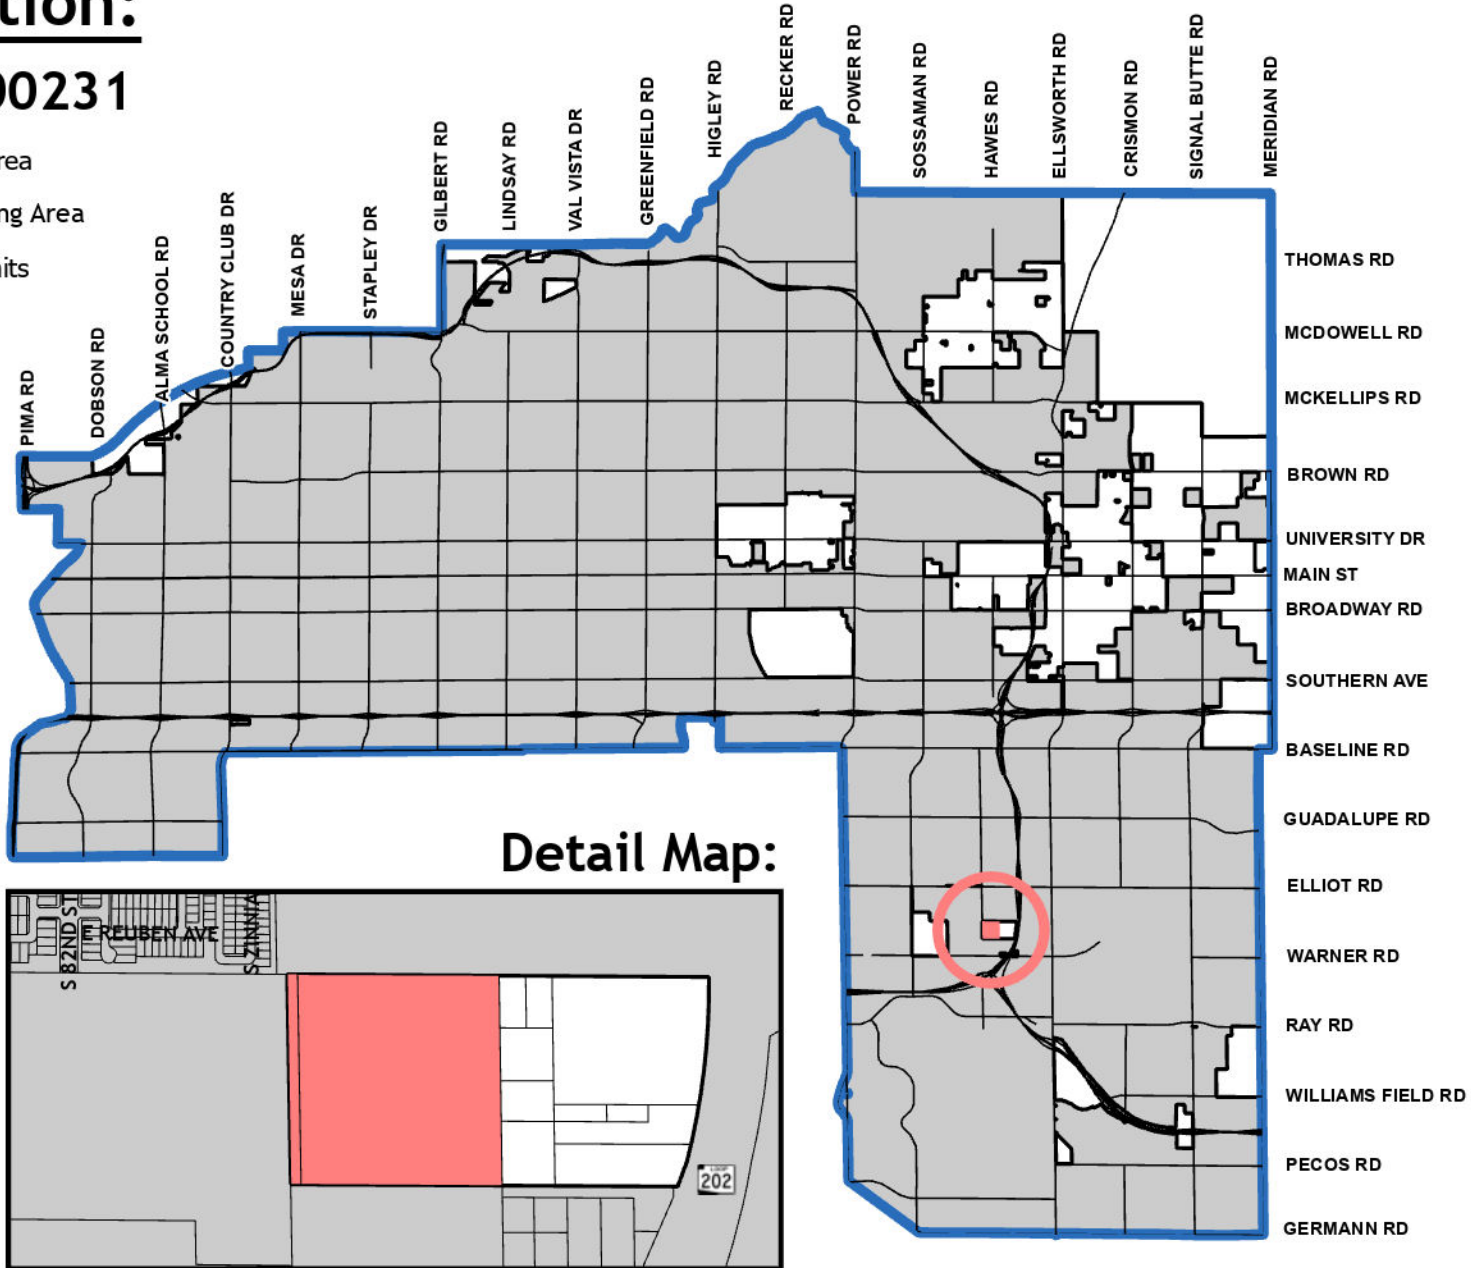 tion:
00231
rea
ng Area
nits
PIMA RD
DOBSON RD
ALMA SCHOOL RD
COUNTRY CLUB DR
MESA DR
STAPLEY DR
GILBERT RD
LINDSAY RD
VAL VISTA DR
GREENFIELD RD
HIGLEY RD
RECKER RD
POWER RD
SOSSAMAN RD
HAWES RD
ELLSWORTH RD
CRISMON RD
SIGNAL BUTTE RD
MERIDIAN RD
THOMAS RD
MCDOWELL RD
MCKELLIPS RD
BROWN RD
UNIVERSITY DR
MAIN ST
BROADWAY RD
SOUTHERN AVE
BASELINE RD
GUADALUPE RD
ELLIOT RD
WARNER RD
RAY RD
WILLIAMS FIELD RD
PECOS RD
GERMANN RD
Detail Map:
S 82ND ST
E REUBEN AVE
S ZINNIA
LOOP
202